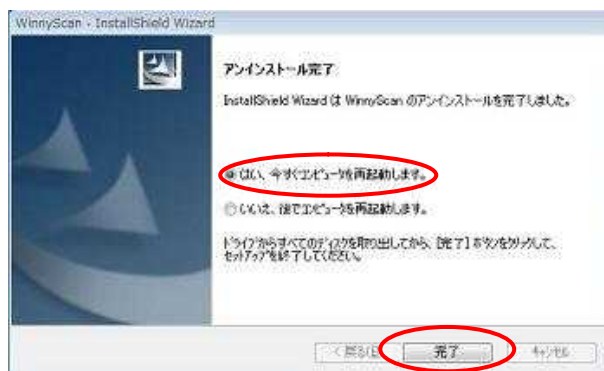 WinnyScan - InstallShield Wizard
アンインストール完了
InstallShield Wizard は WinnyScan のアンインストールを完了しました。
はい、今すぐコンピュータを再起動します。
いいえ、後でコンピュータを再起動します。
ドライブからすべてのディスクを取り出してから、[完了] ボタンをクリックして、
セットアップを終了してください。
< 戻る(B
完了
キャンセル